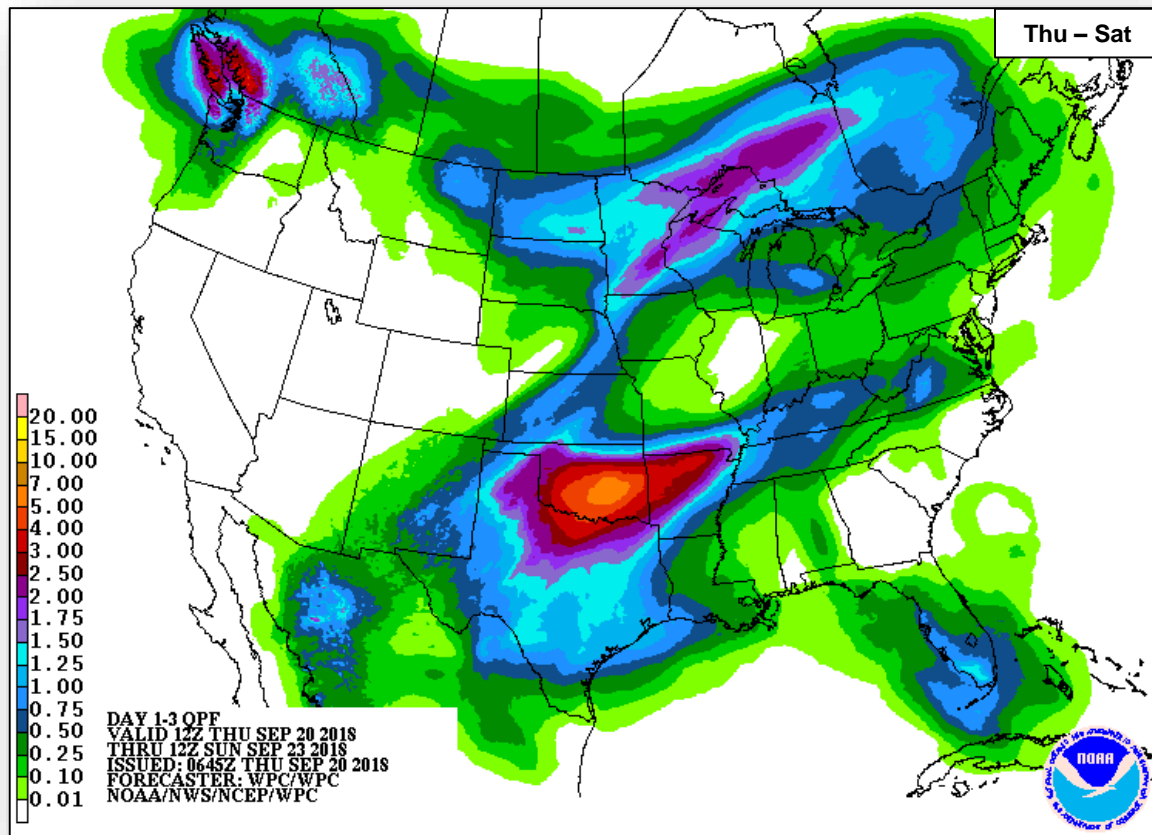 Thu – Sat
20.00
15.00
10.00
7.00
5.00
4.00
3.00
2.50
2.00
1.75
1.50
1.25
1.00
0.75
0.50
0.25
0.10
0.01
DAY 1-3 QPF
VALID 12Z THU SEP 20 2018
THRU 12Z SUN SEP 23 2018
ISSUED: 0645Z THU SEP 20 2018
FORECASTER: WPC/WPC
NOAA/NWS/NCEP/WPC
NOAA